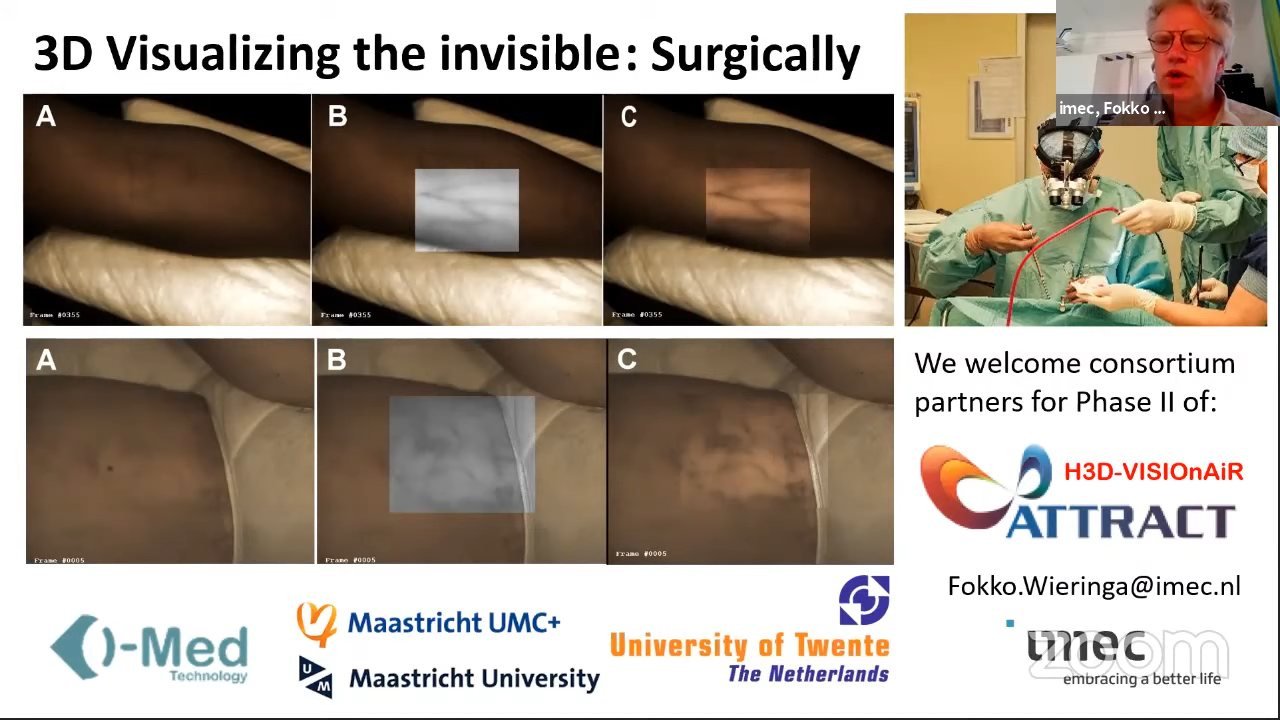 3D Visualizing the invisible: Surgically
A
B
C
Frame #0355
Frame #0355
Frame #0355
imec, Fokko ...
A
B
C
Frame #0005
Frame #0005
Frame #0005
We welcome consortium
partners for Phase II of:
H3D-VISIOnAiR
ATTRACT
Fokko.Wieringa@imec.nl
-Med
Technology
Maastricht UMC+
UM
Maastricht University
University of Twente
The Netherlands
imec
zoom
embracing a better life